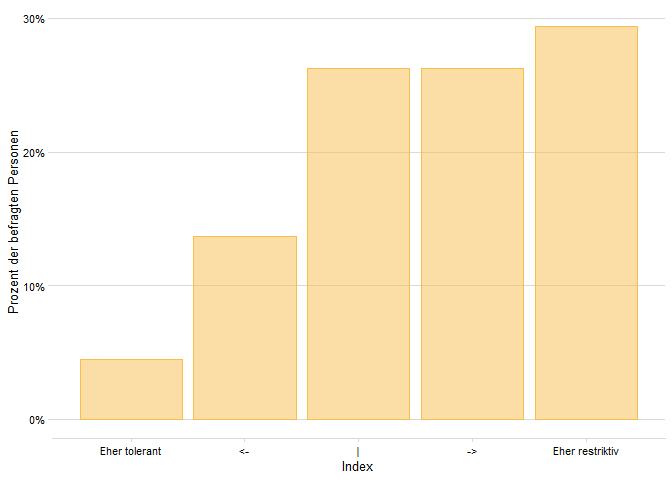 30%
20%
10%
0%
Prozent der befragten Personen
Eher tolerant
<-
|
->
Eher restriktiv
Index